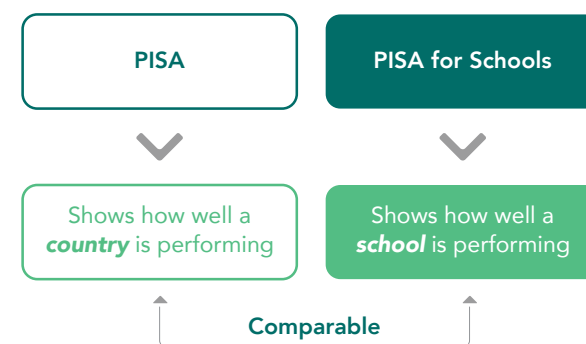 PISA
PISA for Schools
Shows how well a
country is performing
Shows how well a
school is performing
Comparable